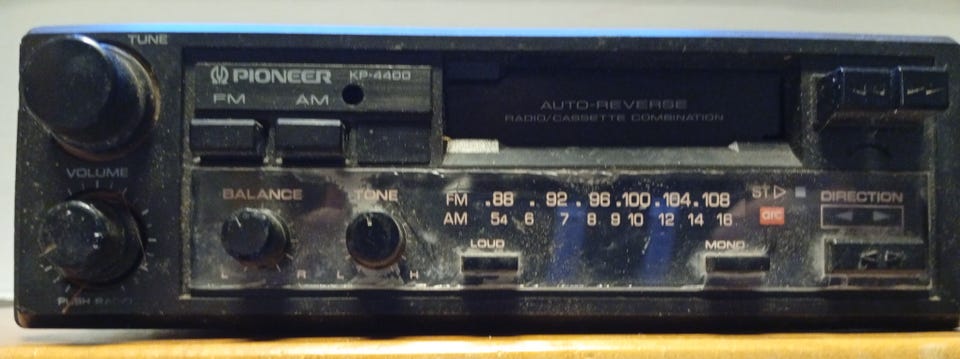 TUNE
PIONEER KP-4400
FM AM
AUTO-REVERSE
RADIO/CASSETTE COMBINATION
VOLUME
BALANCE TONE
L R L H
PUSH RADIO
FM .88 . 92 . 96 .100 .104 .108
AM 54 6 7 8 9 10 12 14 16
ST
arc
LOUD MONO
DIRECTION